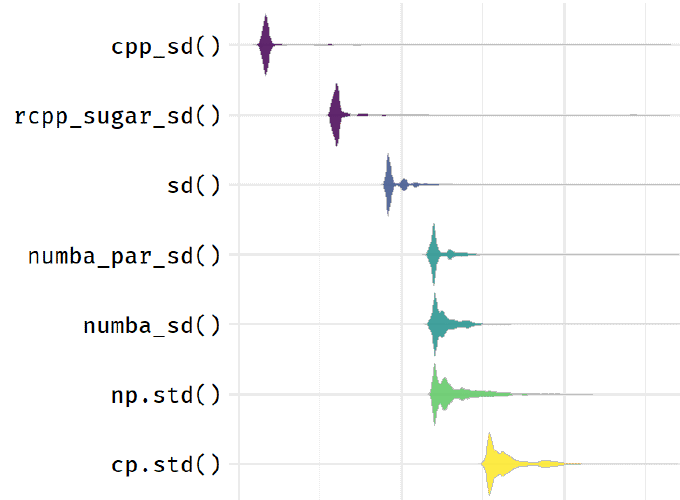 cpp_sd()
rcpp_sugar_sd()
sd()
numba_par_sd()
numba_sd()
np.std()
cp.std()